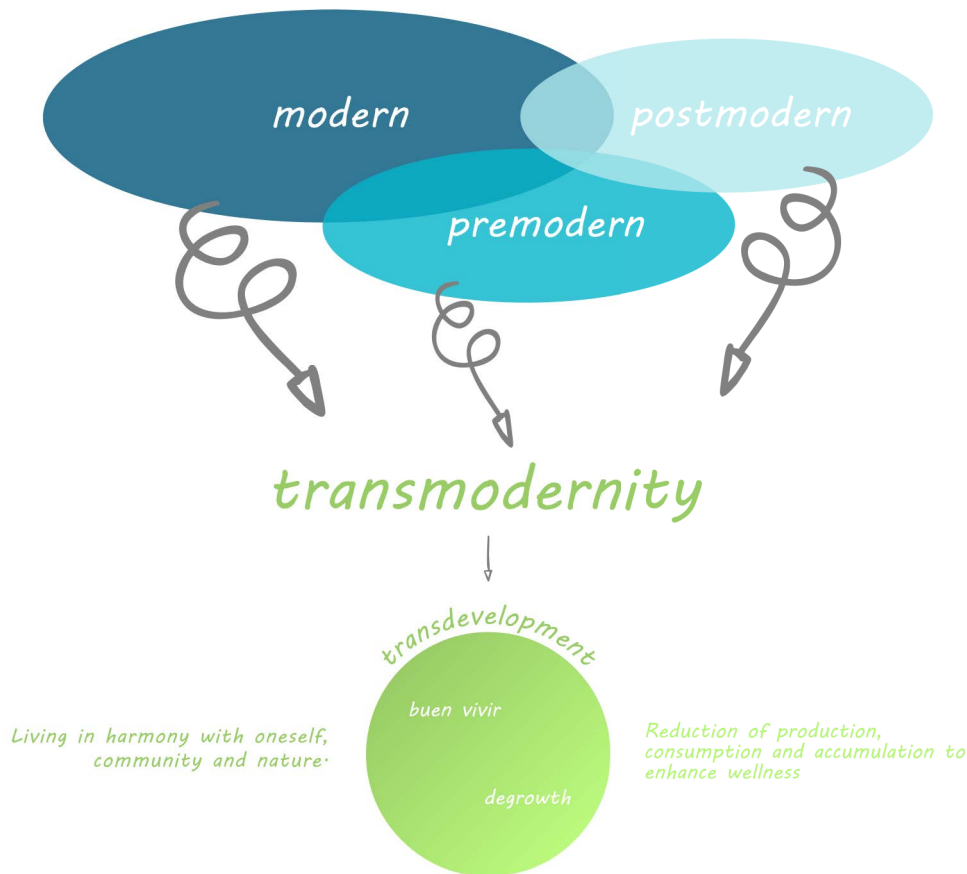 modern
postmodern
premodern
transmodernity
transdevelopment
buen vivir
degrowth
Living in harmony with oneself,
community and nature.
Reduction of production,
consumption and accumulation to
enhance wellness